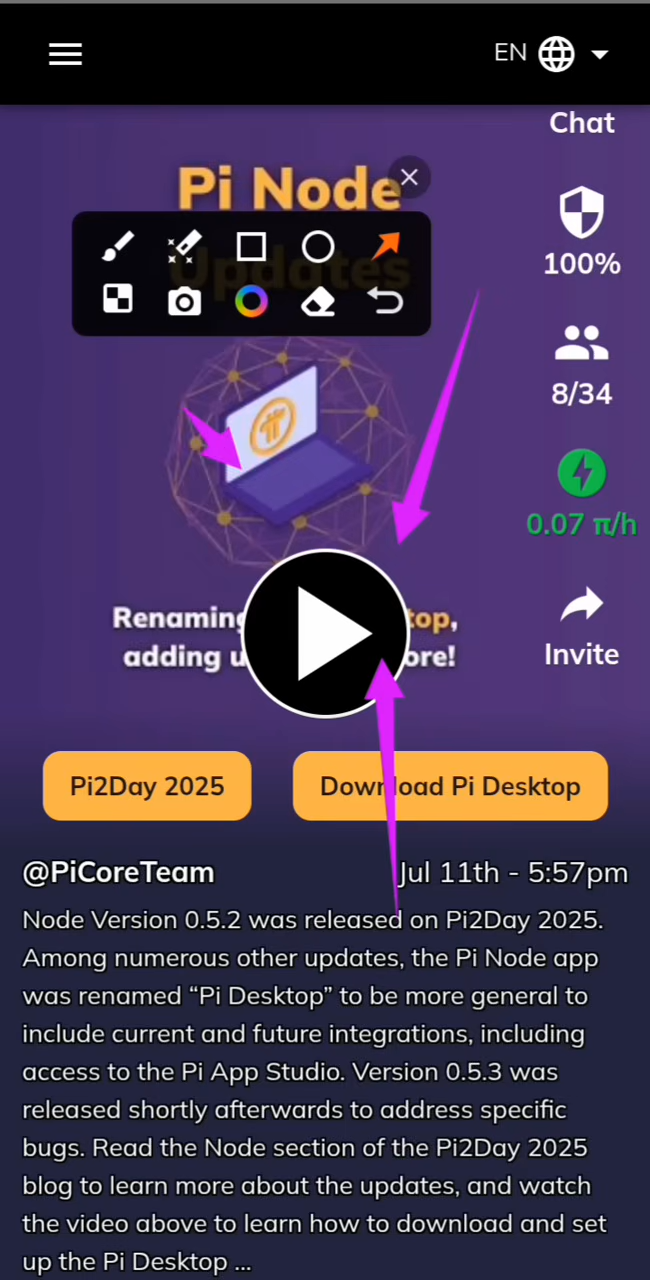 EN
Chat
Pi Node
Updates
100%
8/34
0.07 π/h
Renaming top,
adding u ore!
Invite
Pi2Day 2025
Download Pi Desktop
@PiCoreTeam
Jul 11th - 5:57pm
Node Version 0.5.2 was released on Pi2Day 2025.
Among numerous other updates, the Pi Node app
was renamed “Pi Desktop” to be more general to
include current and future integrations, including
access to the Pi App Studio. Version 0.5.3 was
released shortly afterwards to address specific
bugs. Read the Node section of the Pi2Day 2025
blog to learn more about the updates, and watch
the video above to learn how to download and set
up the Pi Desktop ...